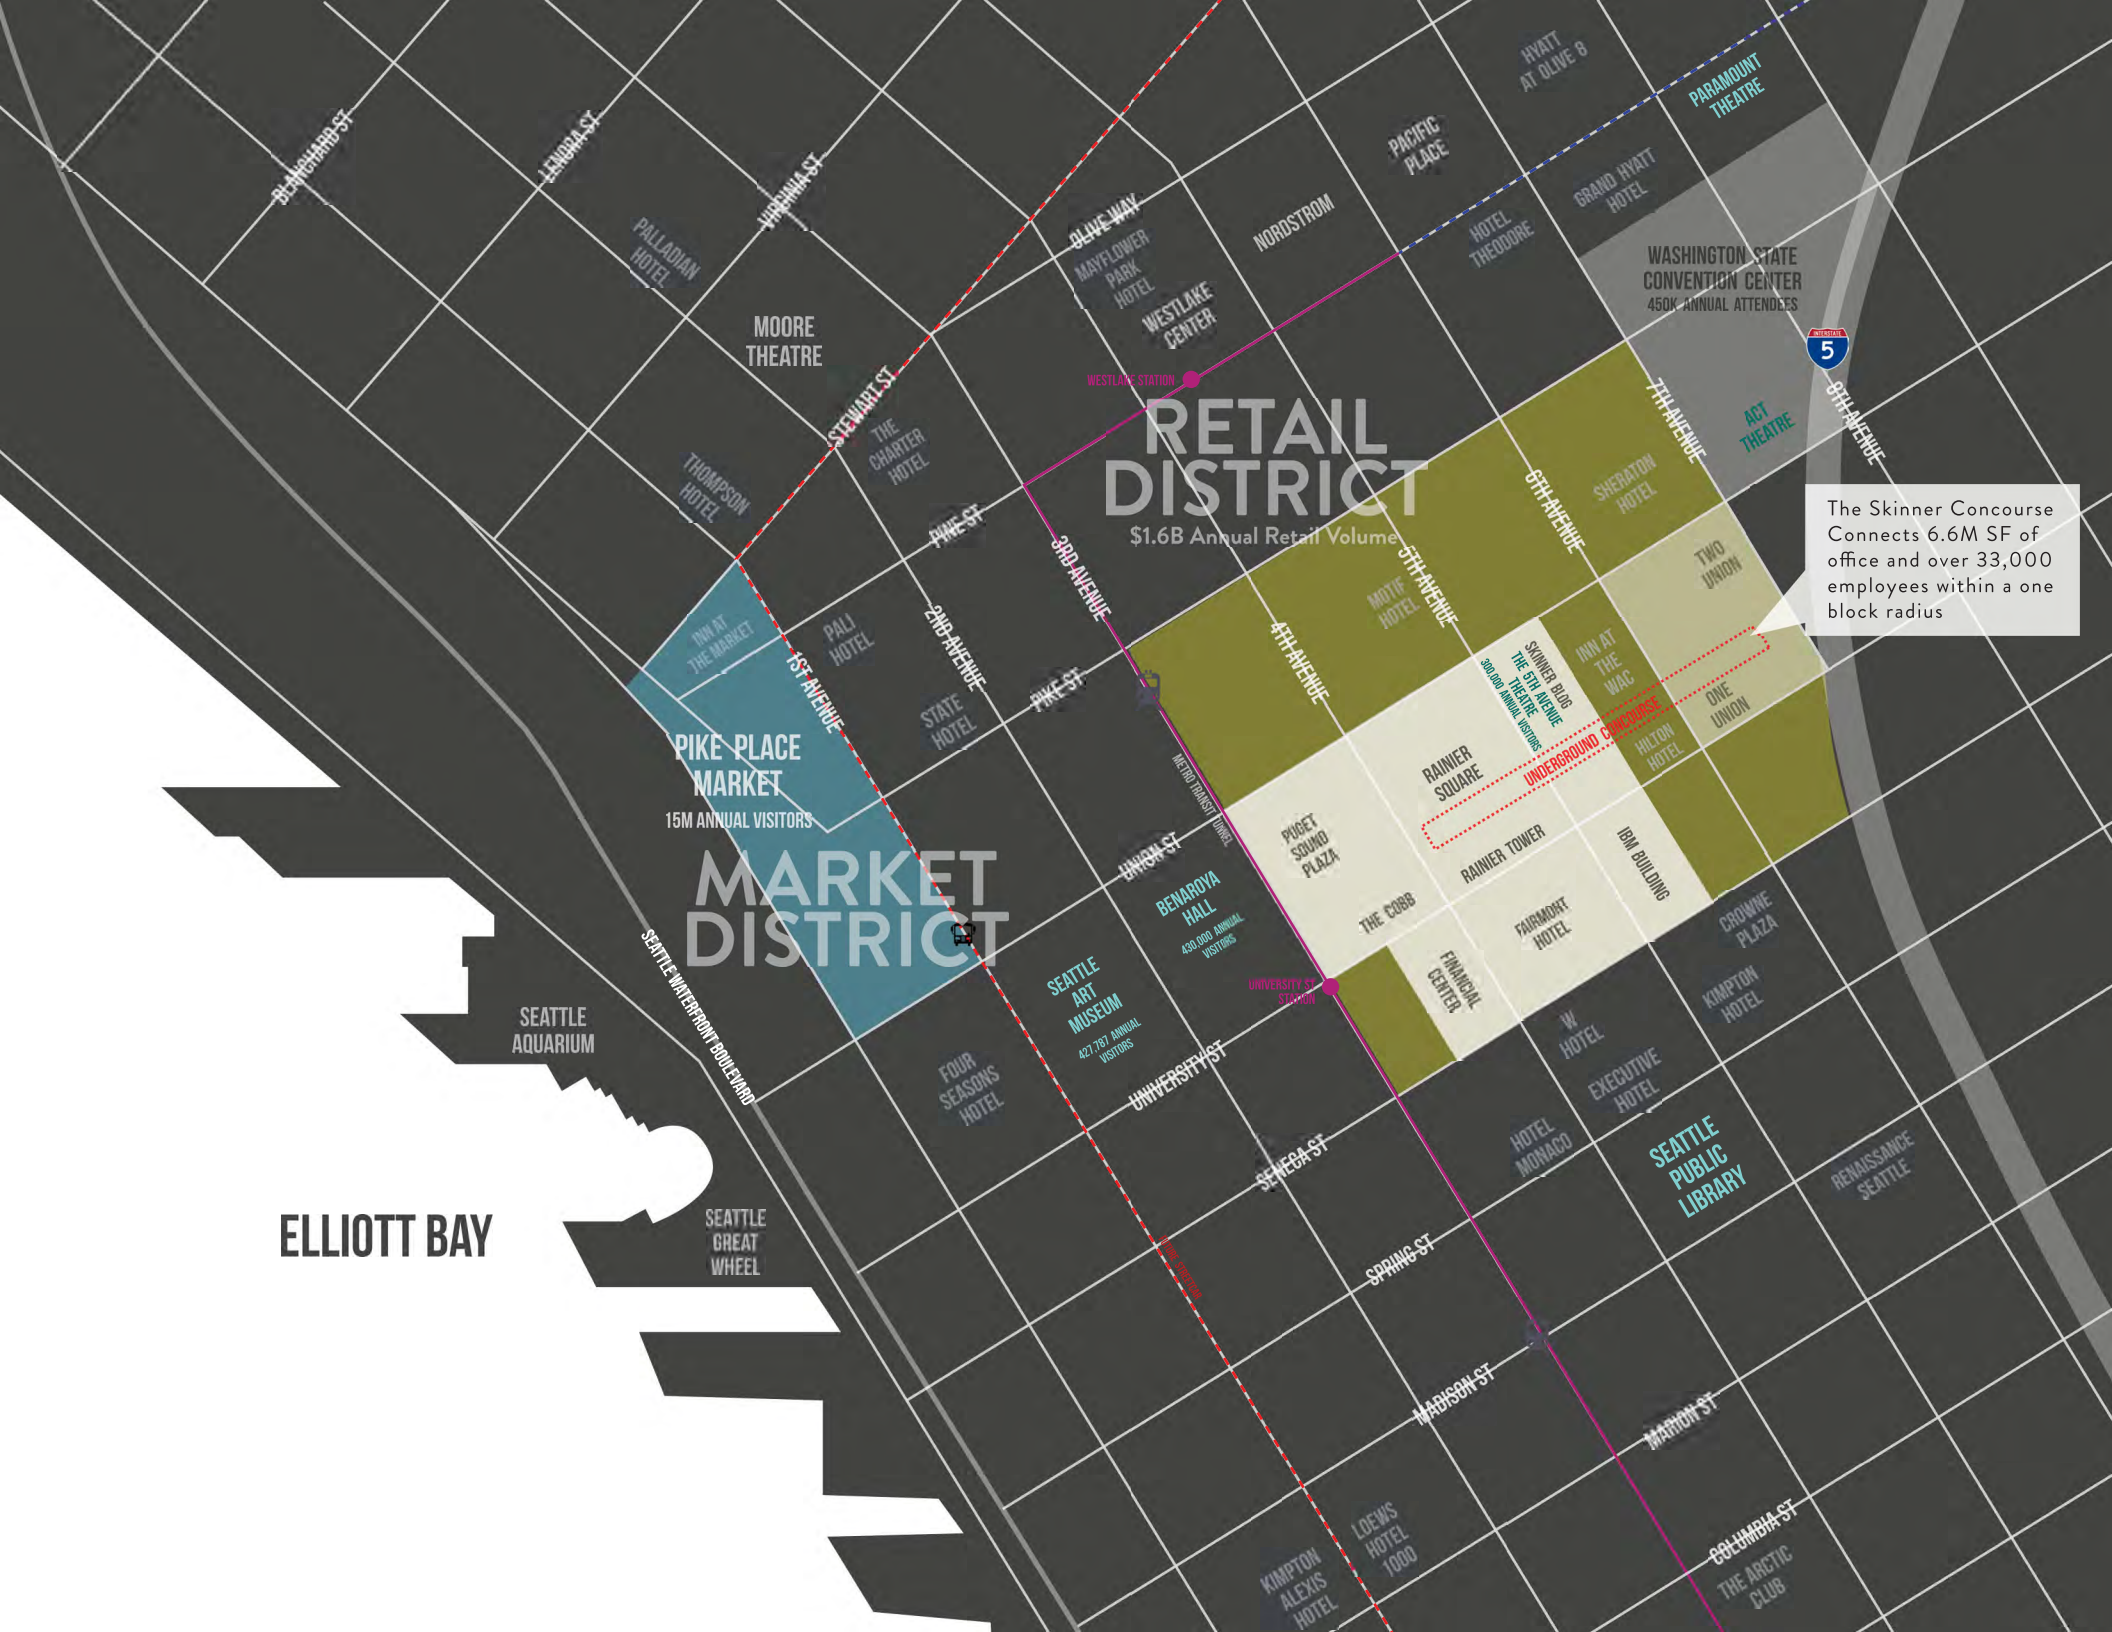 HYATT
AT OLIVE 8
PARAMOUNT
THEATRE
BLANCHARD ST
LENORA ST
VIRGINIA ST
PACIFIC
PLACE
GRAND HYATT
HOTEL
PALLADIAN
HOTEL
OLIVE WAY
MAYFLOWER
PARK
HOTEL
NORDSTROM
HOTEL
THEODORE
WASHINGTON STATE
CONVENTION CENTER
450K ANNUAL ATTENDEES
WESTLAKE
CENTER
MOORE
THEATRE
INTERSTATE
5
WESTLAKE STATION
STEWART ST
RETAIL
DISTRICT
$1.6B Annual Retail Volume
7TH AVENUE
ACT
THEATRE
8TH AVENUE
THE
CHARTER
HOTEL
THOMPSON
HOTEL
6TH AVENUE
SHERATON
HOTEL
The Skinner Concourse
Connects 6.6M SF of
office and over 33,000
employees within a one
block radius
PINE ST
3RD AVENUE
5TH AVENUE
MOTIF
HOTEL
TWO
UNION
INN AT
THE MARKET
PALI
HOTEL
2ND AVENUE
4TH AVENUE
1ST AVENUE
SKINNER BLDG
THE 5TH AVENUE
THEATRE
300,000 ANNUAL VISITORS
INN AT
THE
WAC
ONE
UNION
PIKE ST
STATE
HOTEL
UNDERGROUND CONCOURSE
HILTON
HOTEL
PIKE PLACE
MARKET
15M ANNUAL VISITORS
METRO TRANSIT TUNNEL
RAINIER
SQUARE
PUGET
SOUND
PLAZA
RAINIER TOWER
IBM BUILDING
MARKET
DISTRICT
UNION ST
BENAROYA
HALL
430,000 ANNUAL
VISITORS
THE COBB
FAIRMONT
HOTEL
CROWNE
PLAZA
SEATTLE WATERFRONT BOULEVARD
SEATTLE
ART
MUSEUM
427,787 ANNUAL
VISITORS
UNIVERSITY ST
STATION
FINANCIAL
CENTER
KIMPTON
HOTEL
SEATTLE
AQUARIUM
W
HOTEL
FOUR
SEASONS
HOTEL
UNIVERSITY ST
EXECUTIVE
HOTEL
SENECA ST
HOTEL
MONACO
SEATTLE
PUBLIC
LIBRARY
RENAISSANCE
SEATTLE
ELLIOTT BAY
SEATTLE
GREAT
WHEEL
SPRING ST
MADISON ST
MARION ST
LOEWS
HOTEL
1000
COLUMBIA ST
KIMPTON
ALEXIS
HOTEL
THE ARCTIC
CLUB